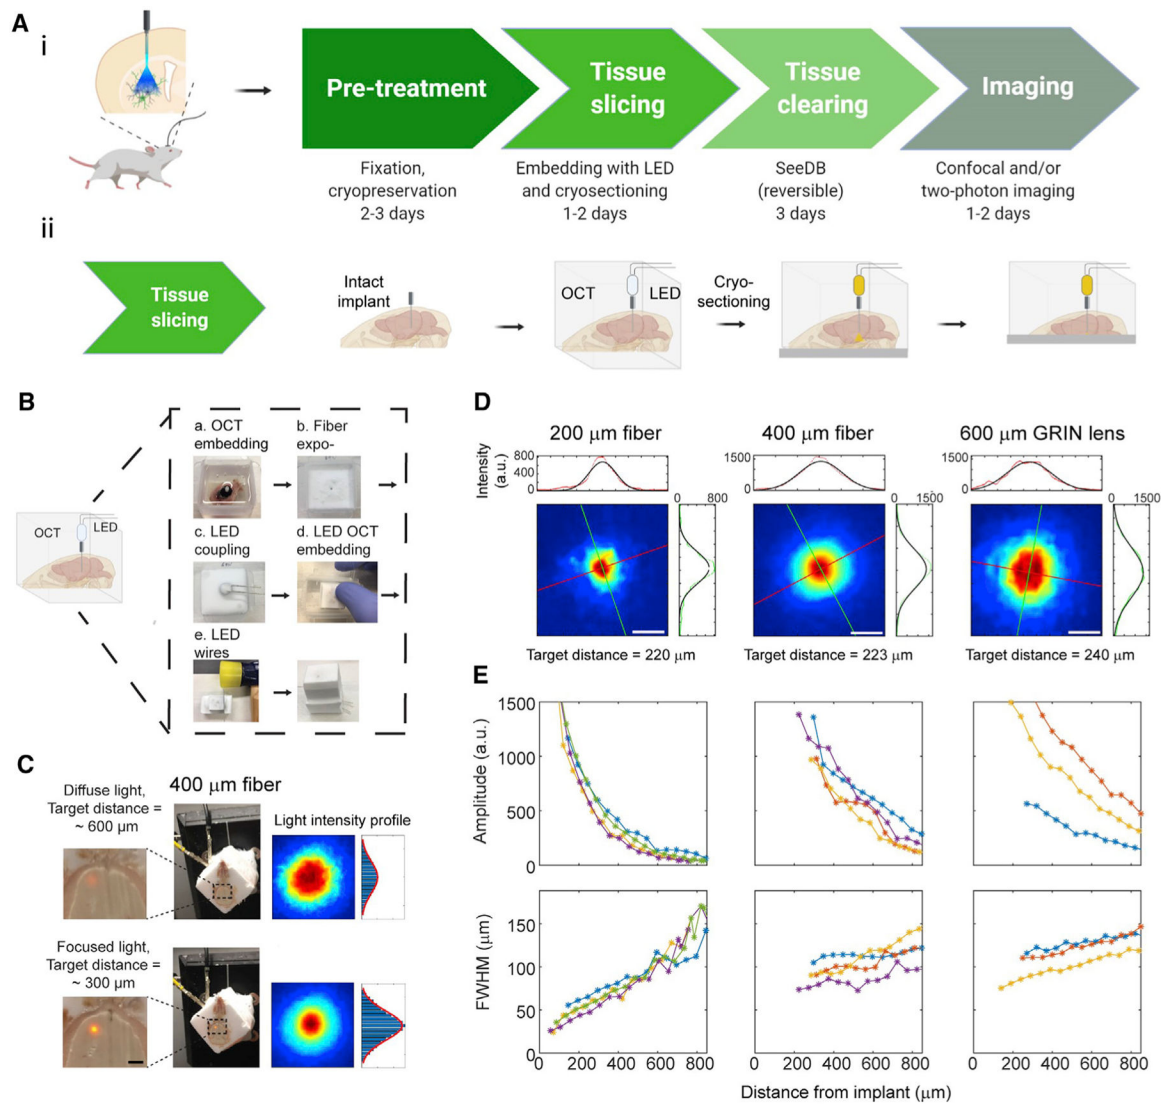 A
i
Pre-treatment
Tissue
slicing
Tissue
clearing
Imaging
Fixation,
cryopreservation
2-3 days
Embedding with LED
and cryosectioning
1-2 days
SeeDB
(reversible)
3 days
Confocal and/or
two-photon imaging
1-2 days
ii
Tissue
slicing
Intact
implant
OCT
LED
Cryo-
sectioning
B
OCT
LED
a. OCT
embedding
b. Fiber
expo-
c. LED
coupling
d. LED OCT
embedding
e. LED
wires
C
400 μm fiber
Diffuse light,
Target distance =
~ 600 μm
Light intensity profile
Focused light,
Target distance =
~ 300 μm
D
200 μm fiber
400 μm fiber
600 μm GRIN lens
Intensity
(a.u.)
800
400
0
0 800
1500
0
0 1500
1500
0
0 1500
Target distance = 220 μm
Target distance = 223 μm
Target distance = 240 μm
E
Amplitude (a.u.)
1500
1000
500
0
FWHM (μm)
150
100
50
0
0 200 400 600 800
0 200 400 600 800
0 200 400 600 800
Distance from implant (μm)